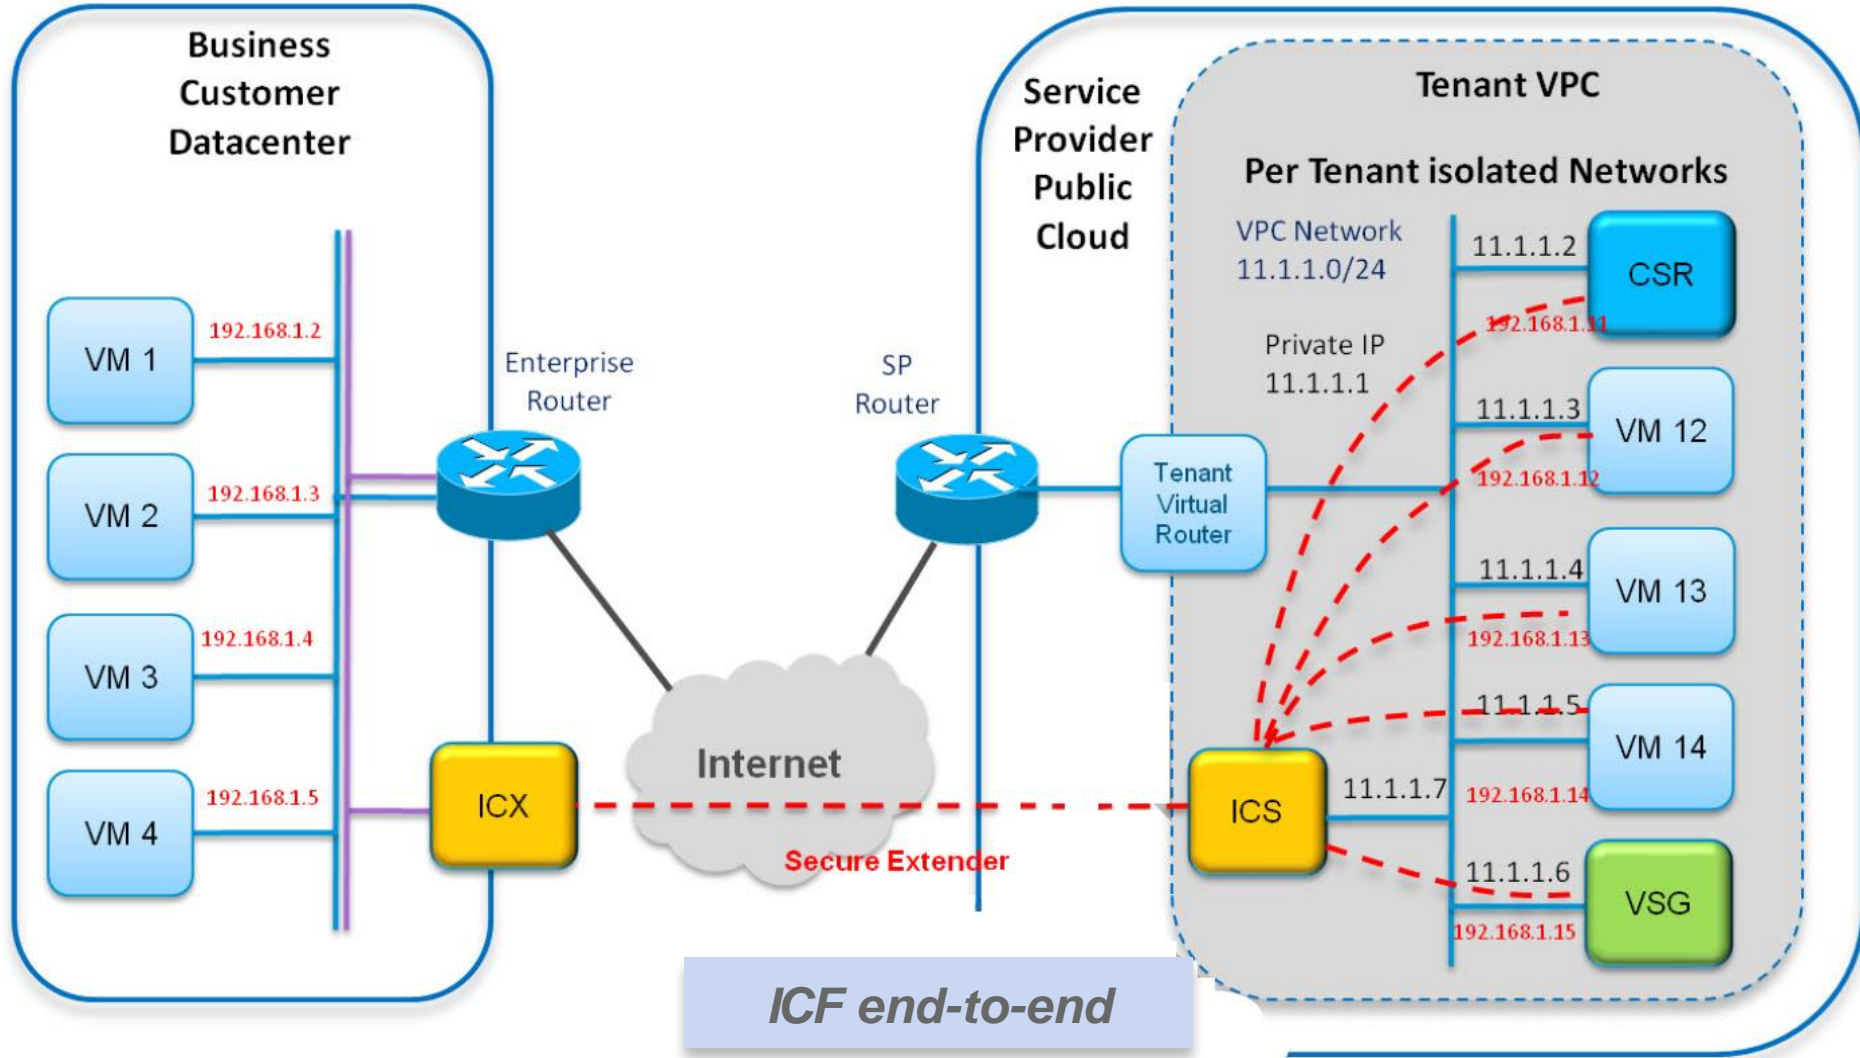 Business
Customer
Datacenter
VM 1
192.168.1.2
VM 2
192.168.1.3
VM 3
192.168.1.4
VM 4
192.168.1.5
Enterprise
Router
ICX
Internet
Secure Extender
SP
Router
Service
Provider
Public
Cloud
Tenant
Virtual
Router
Tenant VPC
Per Tenant isolated Networks
VPC Network
11.1.1.0/24
Private IP
11.1.1.1
11.1.1.2
CSR
192.168.1.11
11.1.1.3
VM 12
192.168.1.12
11.1.1.4
VM 13
192.168.1.13
11.1.1.5
VM 14
192.168.1.14
ICS
11.1.1.7
11.1.1.6
VSG
192.168.1.15
ICF end-to-end